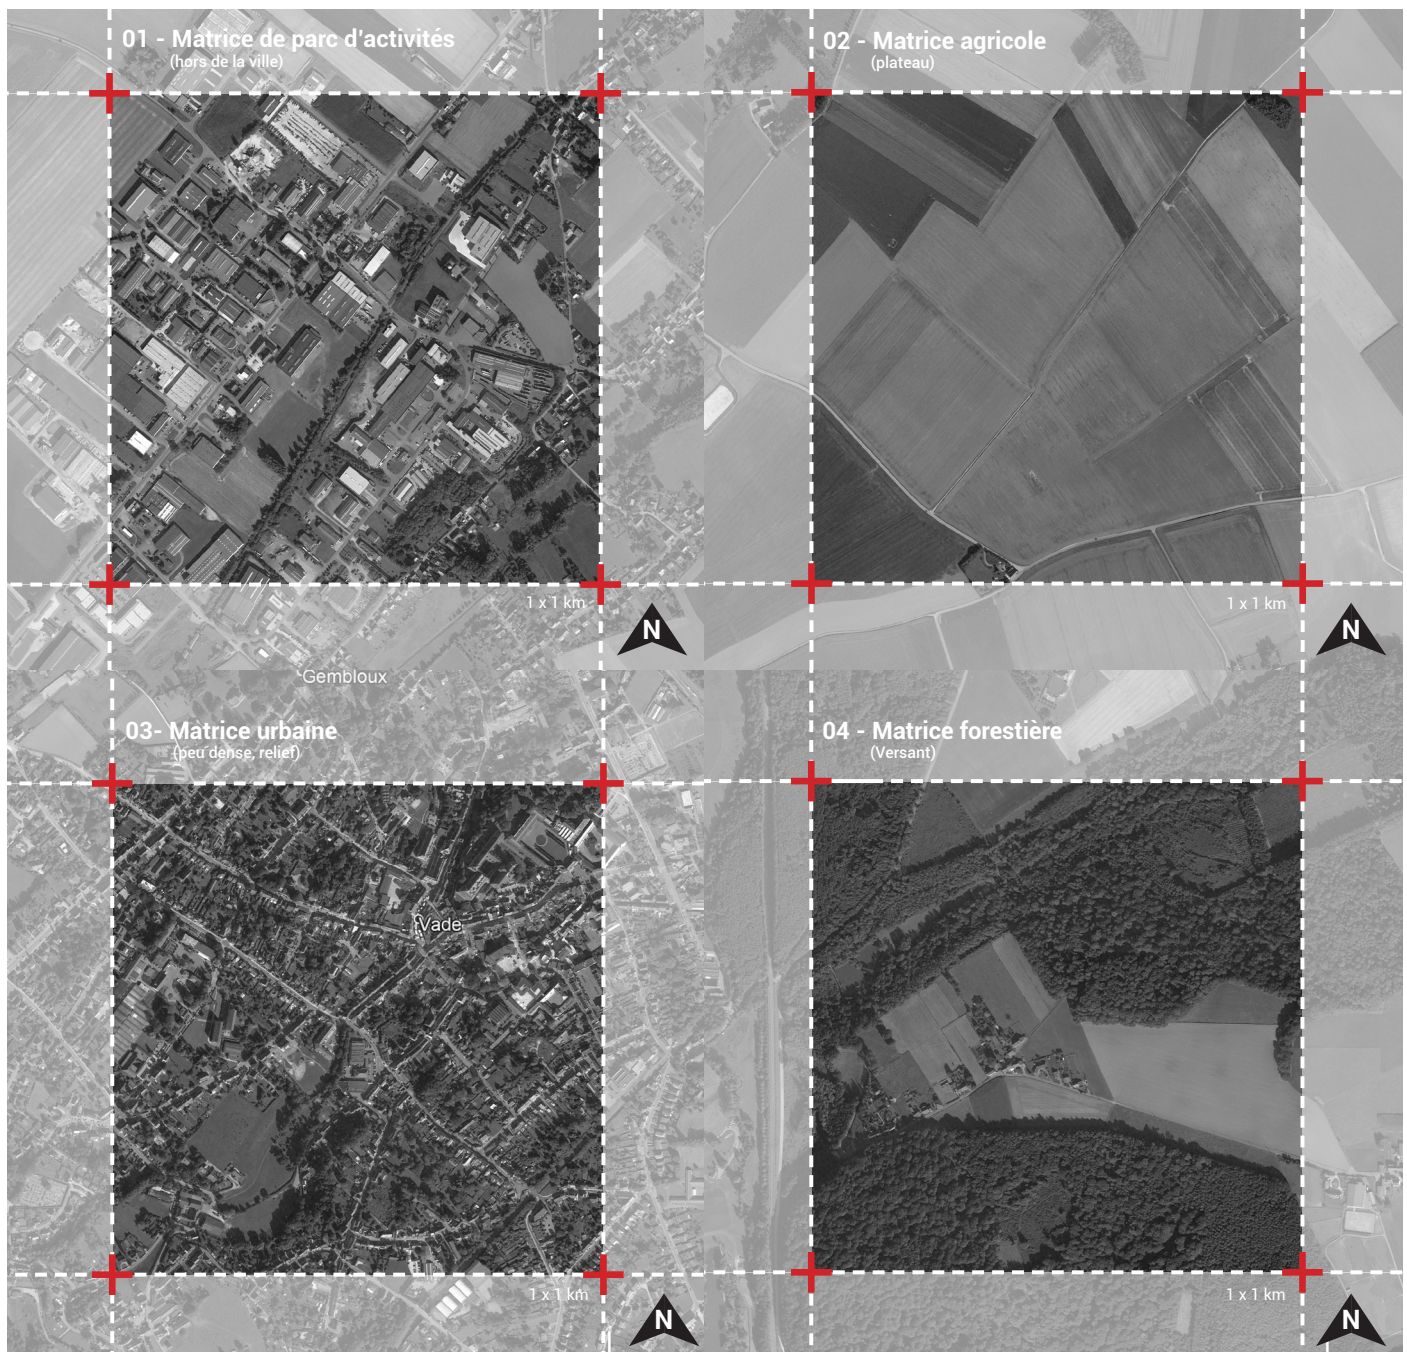 01 - Matrice de parc d'activités
(hors de la ville)
02 - Matrice agricole
(plateau)
1 x 1 km
N
1 x 1 km
N
Gembloux
03- Matrice urbaine
(peu dense, relief)
04 - Matrice forestière
(Versant)
Vade
1 x 1 km
N
1 x 1 km
N